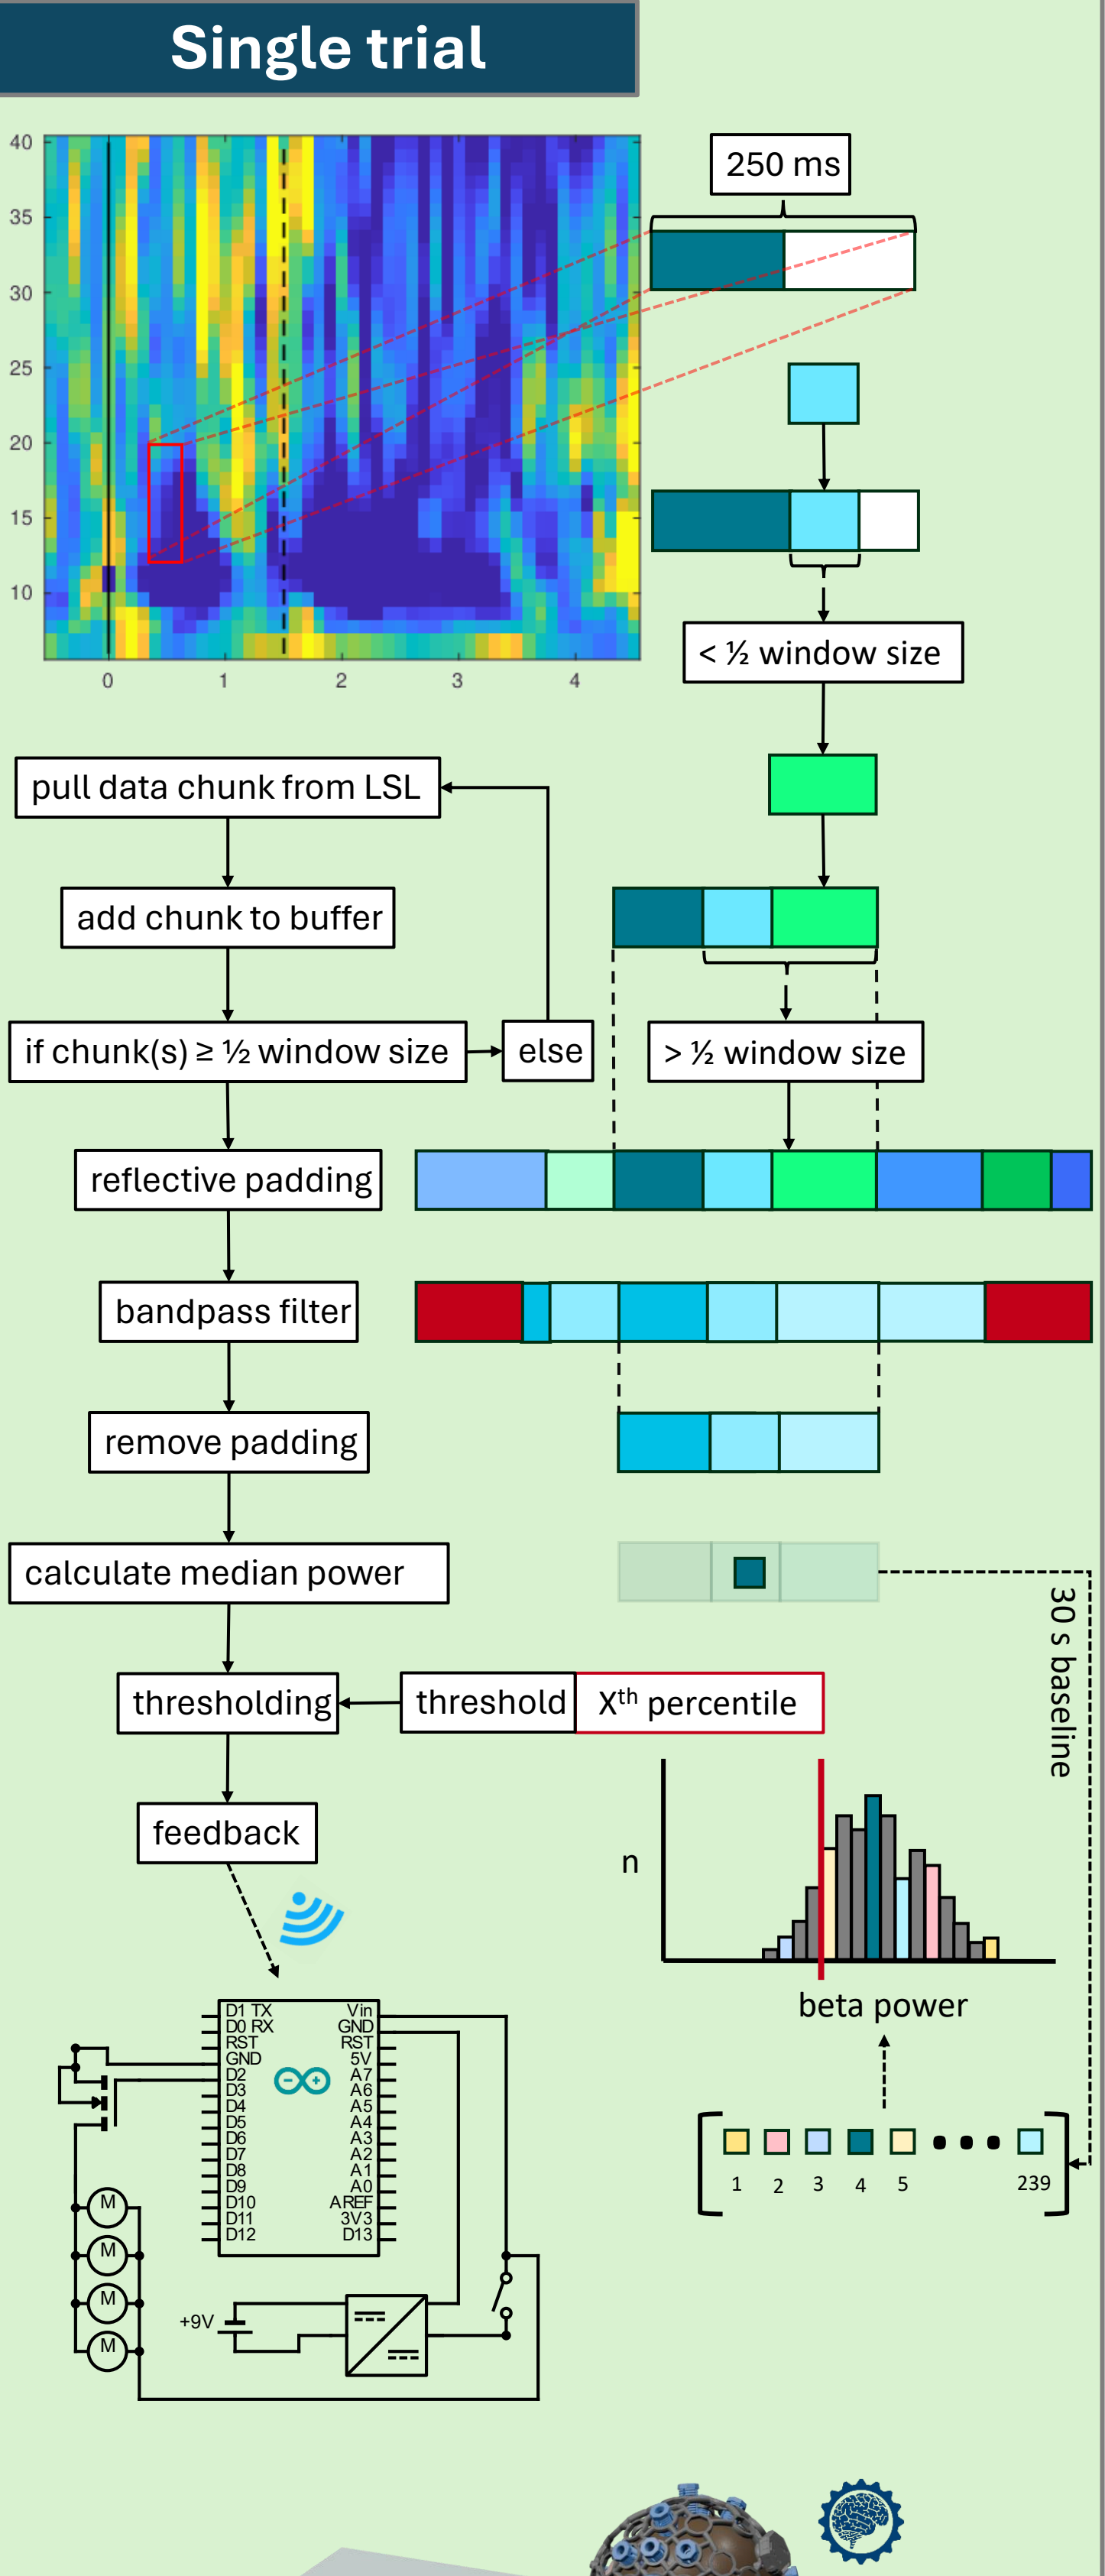 Single trial
40
35
30
25
20
15
10
0 1 2 3 4
250 ms
< ½ window size
pull data chunk from LSL
add chunk to buffer
if chunk(s) ≥ ½ window size
else
> ½ window size
reflective padding
bandpass filter
remove padding
calculate median power
30 s baseline
thresholding
threshold
Xth percentile
feedback
n
beta power
1 2 3 4 5 239
D1 TX Vin
D0 RX GND
RST RST
GND 5V
D2 A7
D3 A6
D4 A5
D5 A4
D6 A3
D7 A2
D8 A1
D9 A0
D10 AREF
D11 3V3
D12 D13
M
M
M
M
+9V